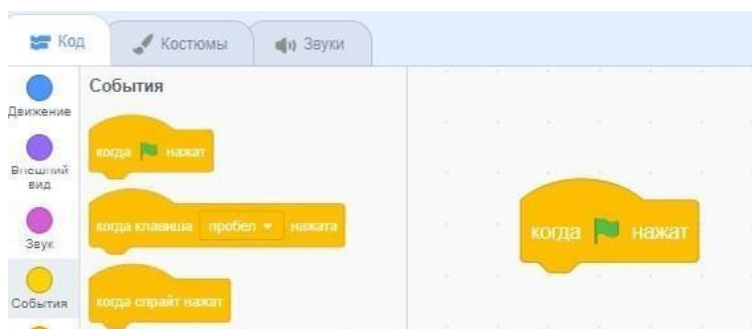 Код
Костюмы
Звуки
Движение
Внешний
вид
Звук
События
События
когда нажат
когда клавиша пробел нажата
когда спрайт нажат
когда нажат